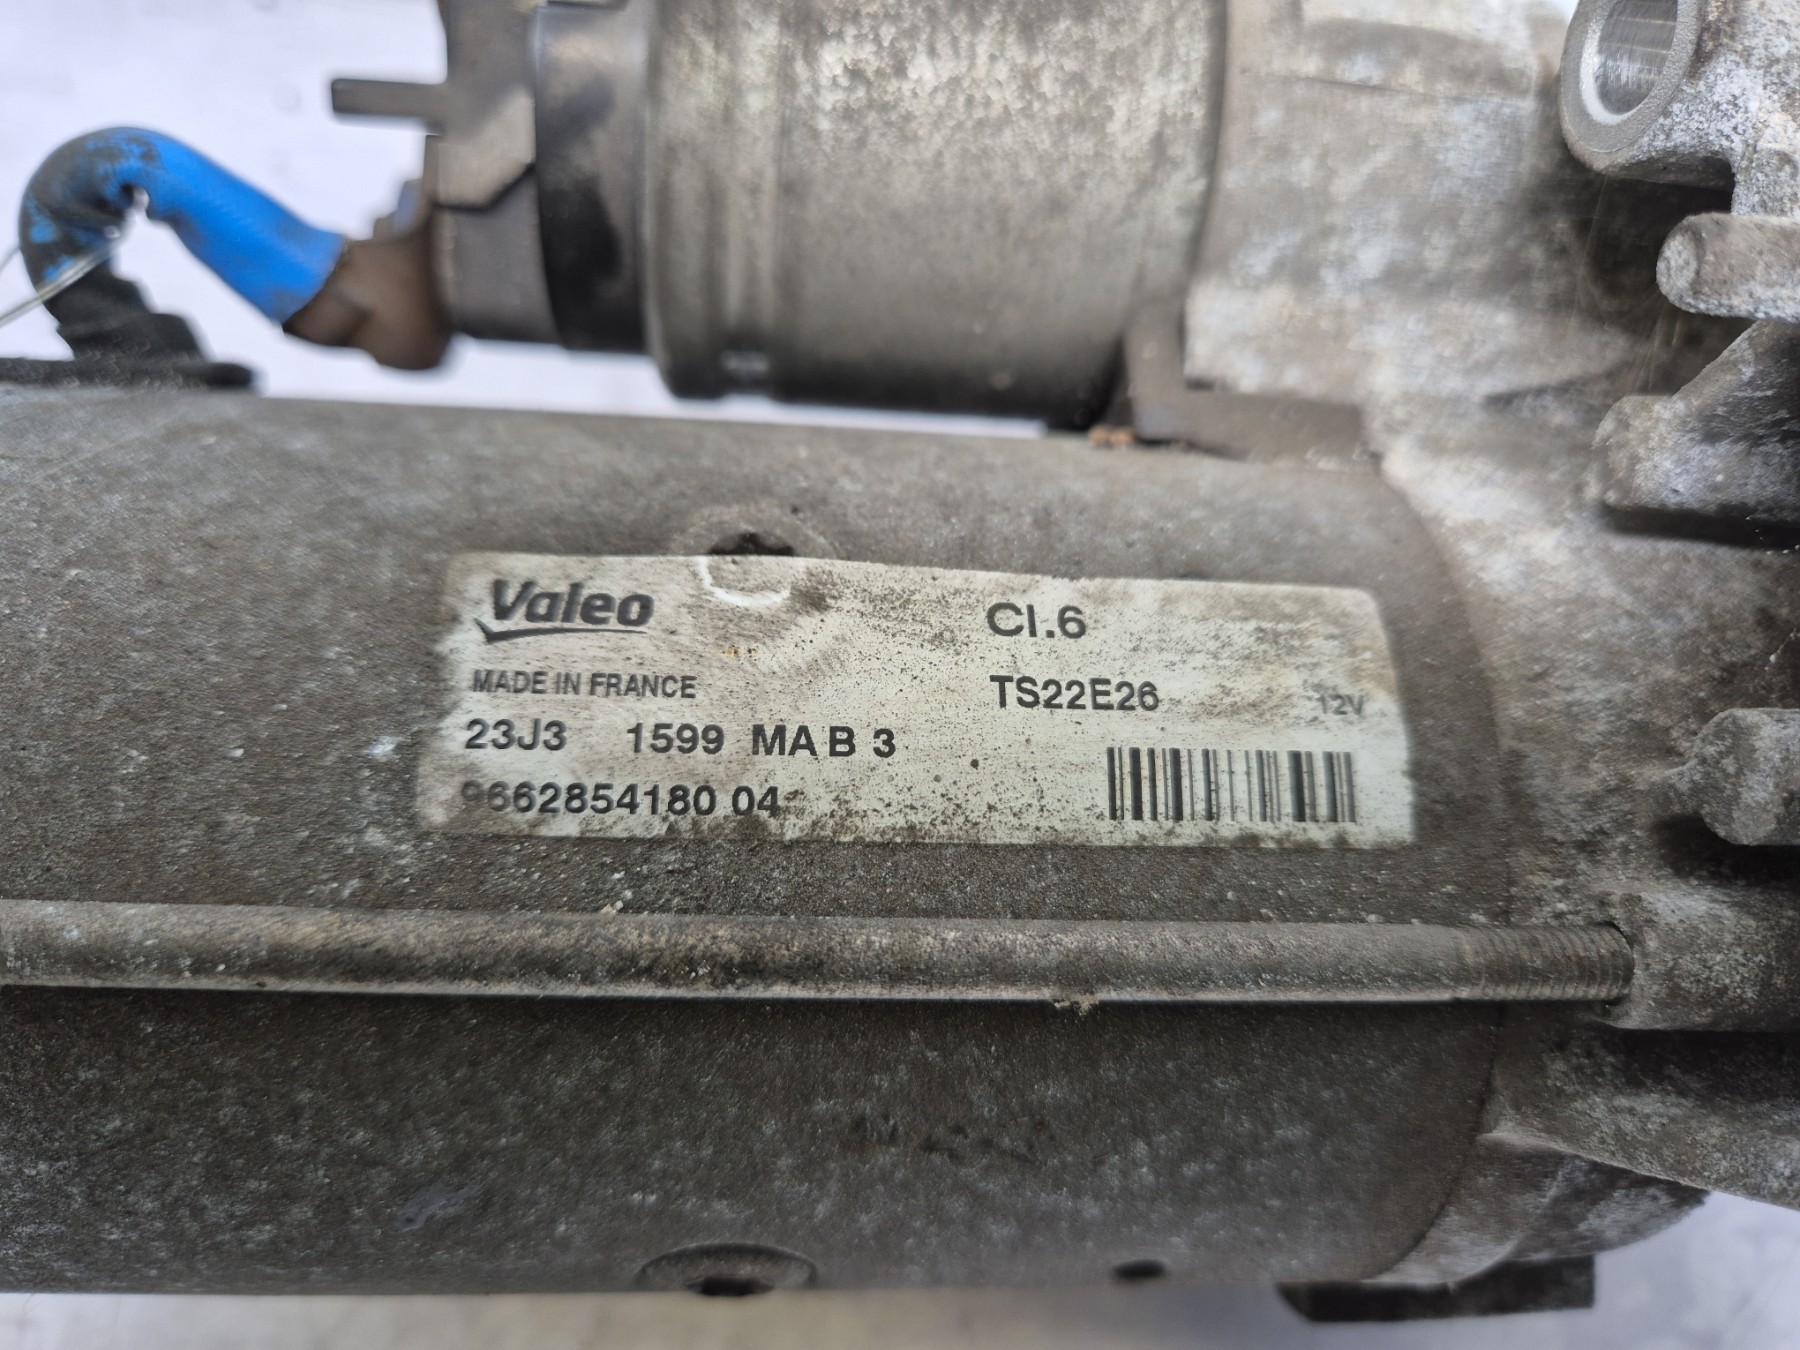 Valeo
Cl.6
MADE IN FRANCE
TS22E26
12V
23J3 1599 MA B 3
9662854180 04